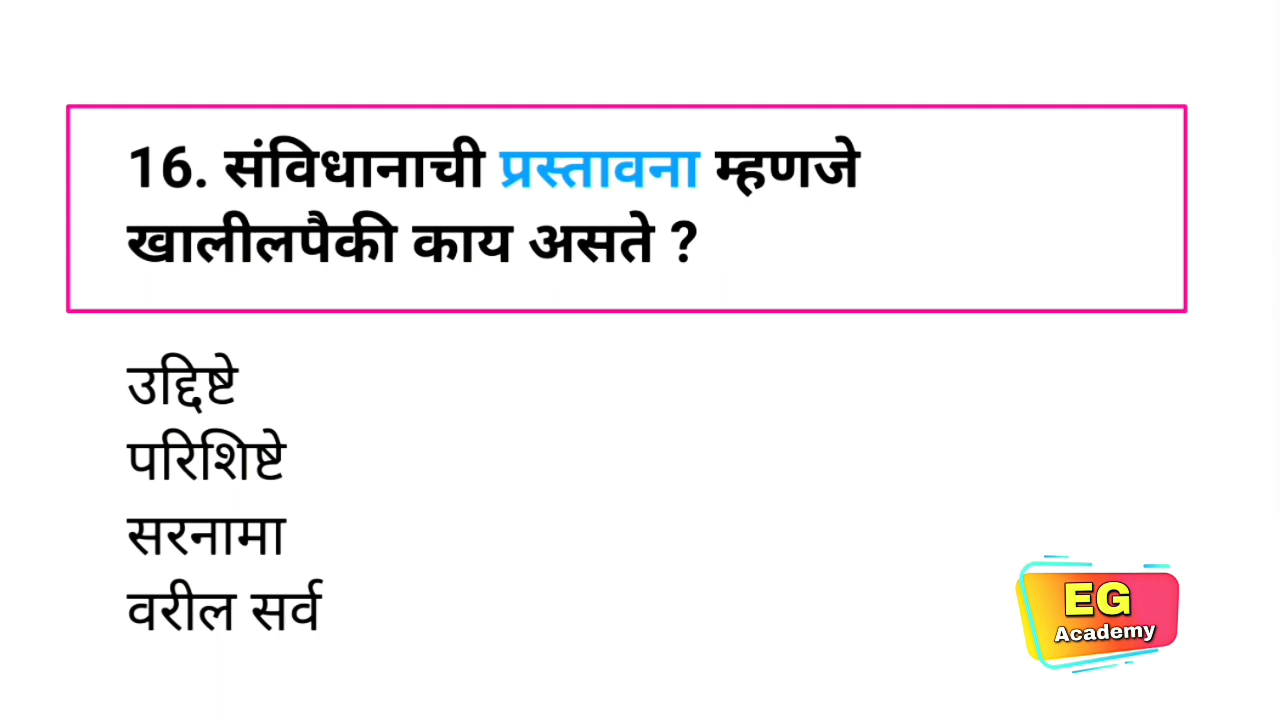 16. संविधानाची प्रस्तावना म्हणजे
खालीलपैकी काय असते ?
उद्दिष्टे
परिशिष्टे
सरनामा
वरील सर्व
EG
Academy